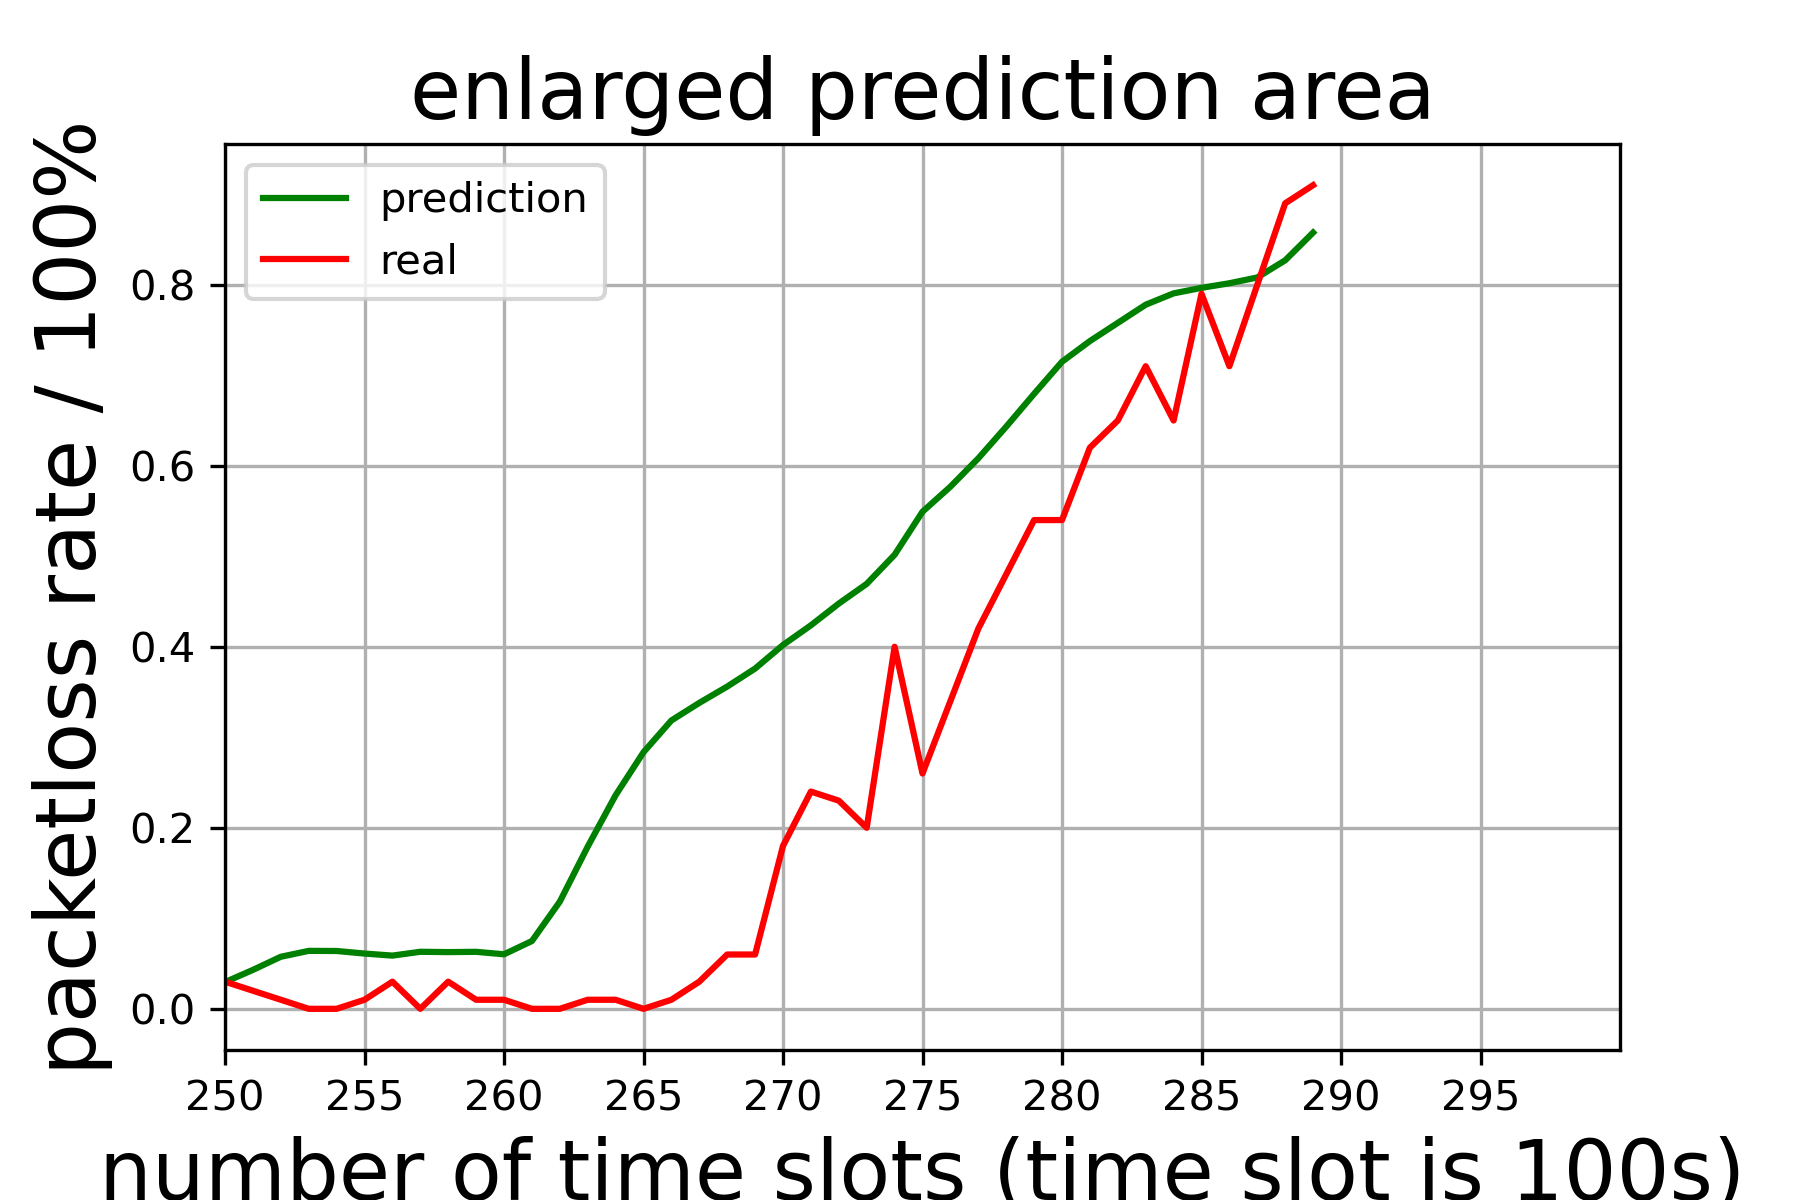 enlarged prediction area
packetloss rate / 100%
prediction
real
0.8
0.6
0.4
0.2
0.0
250 255 260 265 270 275 280 285 290 295
number of time slots (time slot is 100s)